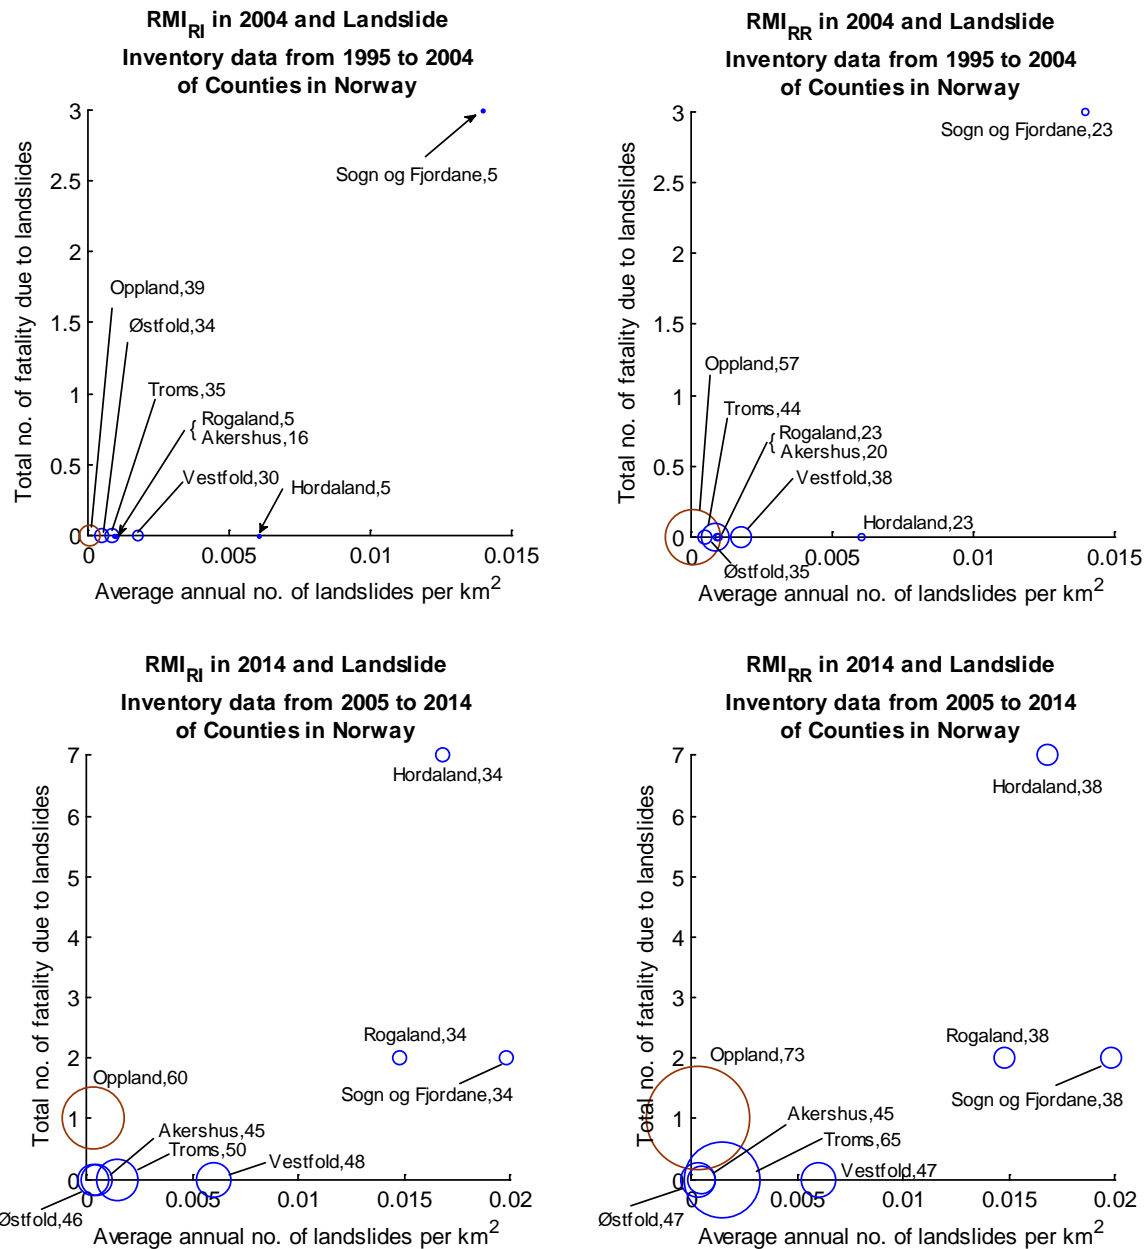 RMI_RI in 2004 and Landslide
Inventory data from 1995 to 2004
of Counties in Norway
Total no. of fatality due to landslides
3
2.5
2
1.5
1
0.5
0
Sogn og Fjordane,5
Oppland,39
Østfold,34
Troms,35
{ Rogaland,5
Akershus,16
Vestfold,30
Hordaland,5
0 0.005 0.01 0.015
Average annual no. of landslides per km²
RMI_RR in 2004 and Landslide
Inventory data from 1995 to 2004
of Counties in Norway
Total no. of fatality due to landslides
3
2.5
2
1.5
1
0.5
0
Sogn og Fjordane,23
Oppland,57
Troms,44
{ Rogaland,23
Akershus,20
Vestfold,38
Hordaland,23
Østfold,35
0 0.005 0.01 0.015
Average annual no. of landslides per km²
RMI_RI in 2014 and Landslide
Inventory data from 2005 to 2014
of Counties in Norway
Total no. of fatality due to landslides
7
6
5
4
3
2
1
0
Hordaland,34
Rogaland,34
Sogn og Fjordane,34
Oppland,60
Akershus,45
Troms,50
Vestfold,48
Østfold,46
0 0.005 0.01 0.015 0.02
Average annual no. of landslides per km²
RMI_RR in 2014 and Landslide
Inventory data from 2005 to 2014
of Counties in Norway
Total no. of fatality due to landslides
7
6
5
4
3
2
1
0
Hordaland,38
Rogaland,38
Sogn og Fjordane,38
Oppland,73
Akershus,45
Troms,65
Vestfold,47
Østfold,47
0 0.005 0.01 0.015 0.02
Average annual no. of landslides per km²